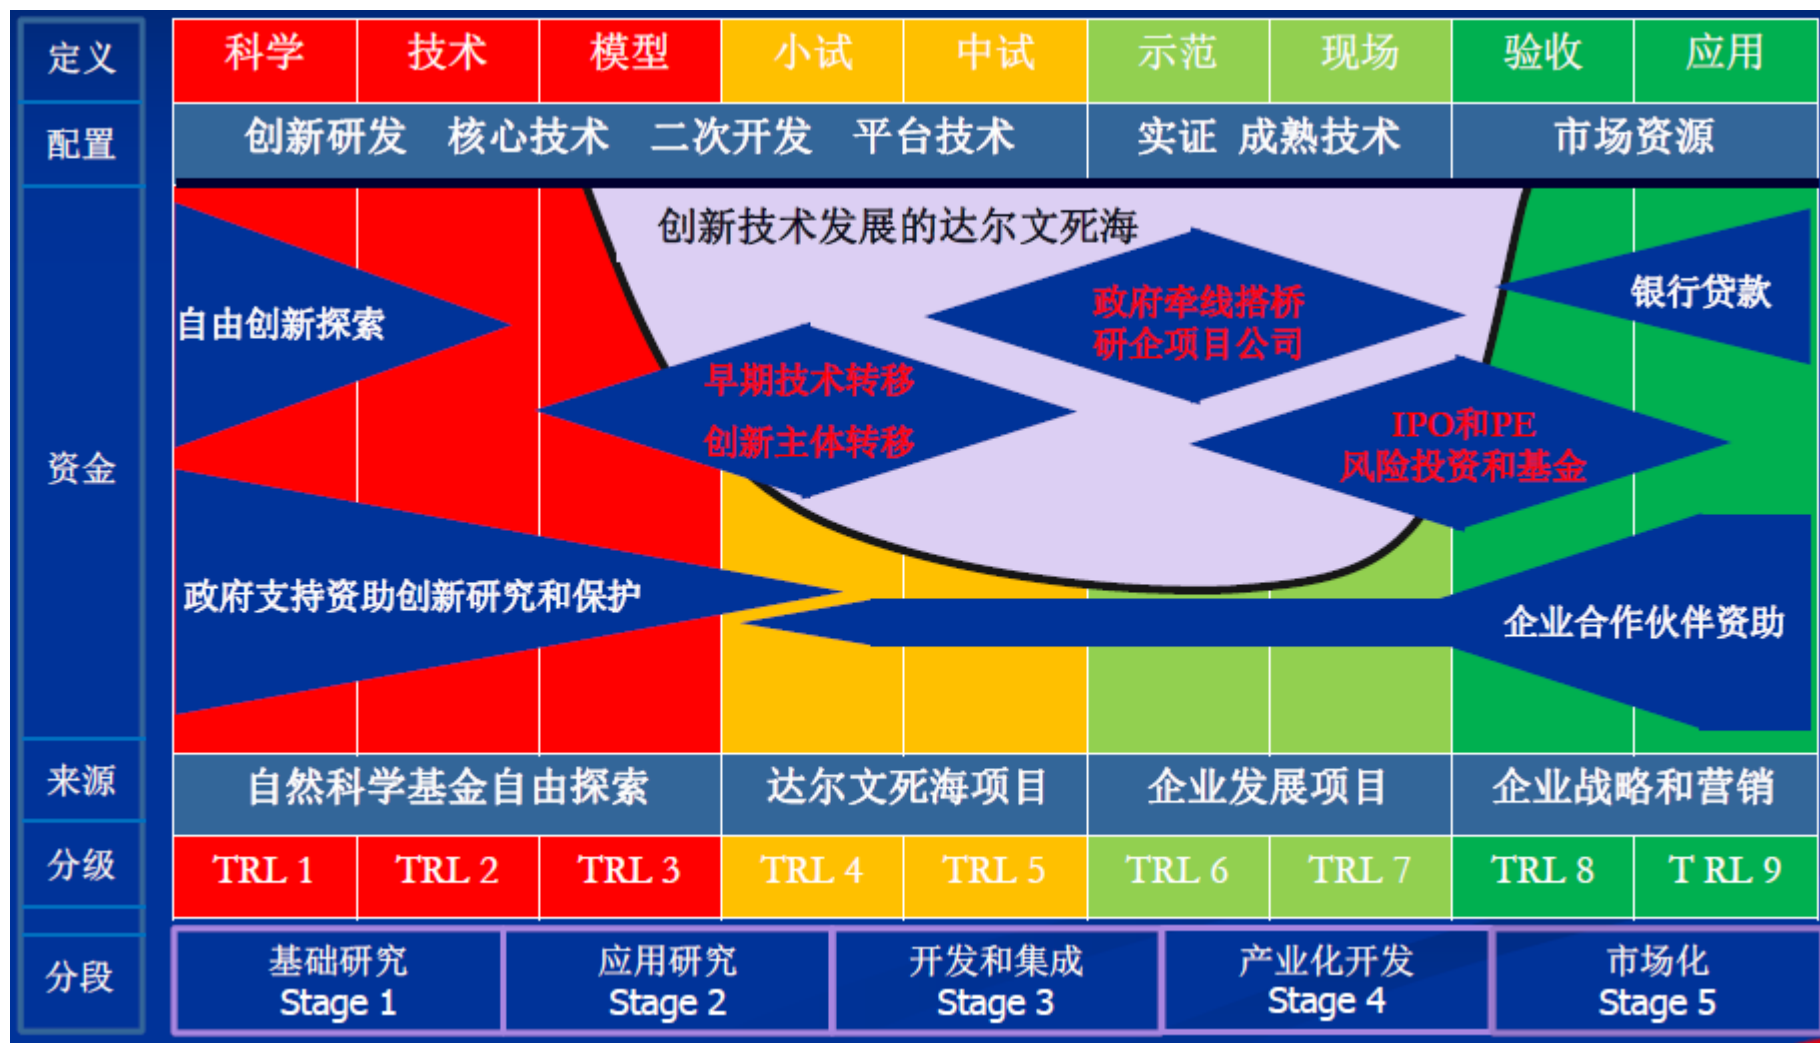 定义 科学 技术 模型 小试 中试 示范 现场 验收 应用
配置 创新研发 核心技术 二次开发 平台技术 实证 成熟技术 市场资源
资金
创新技术发展的达尔文死海
自由创新探索
早期技术转移
创新主体转移
政府牵线搭桥
研企项目公司
银行贷款
IPO和PE
风险投资和基金
政府支持资助创新研究和保护
企业合作伙伴资助
来源 自然科学基金自由探索 达尔文死海项目 企业发展项目 企业战略和营销
分级 TRL 1 TRL 2 TRL 3 TRL 4 TRL 5 TRL 6 TRL 7 TRL 8 T RL 9
分段
基础研究 应用研究 开发和集成 产业化开发 市场化
Stage 1 Stage 2 Stage 3 Stage 4 Stage 5